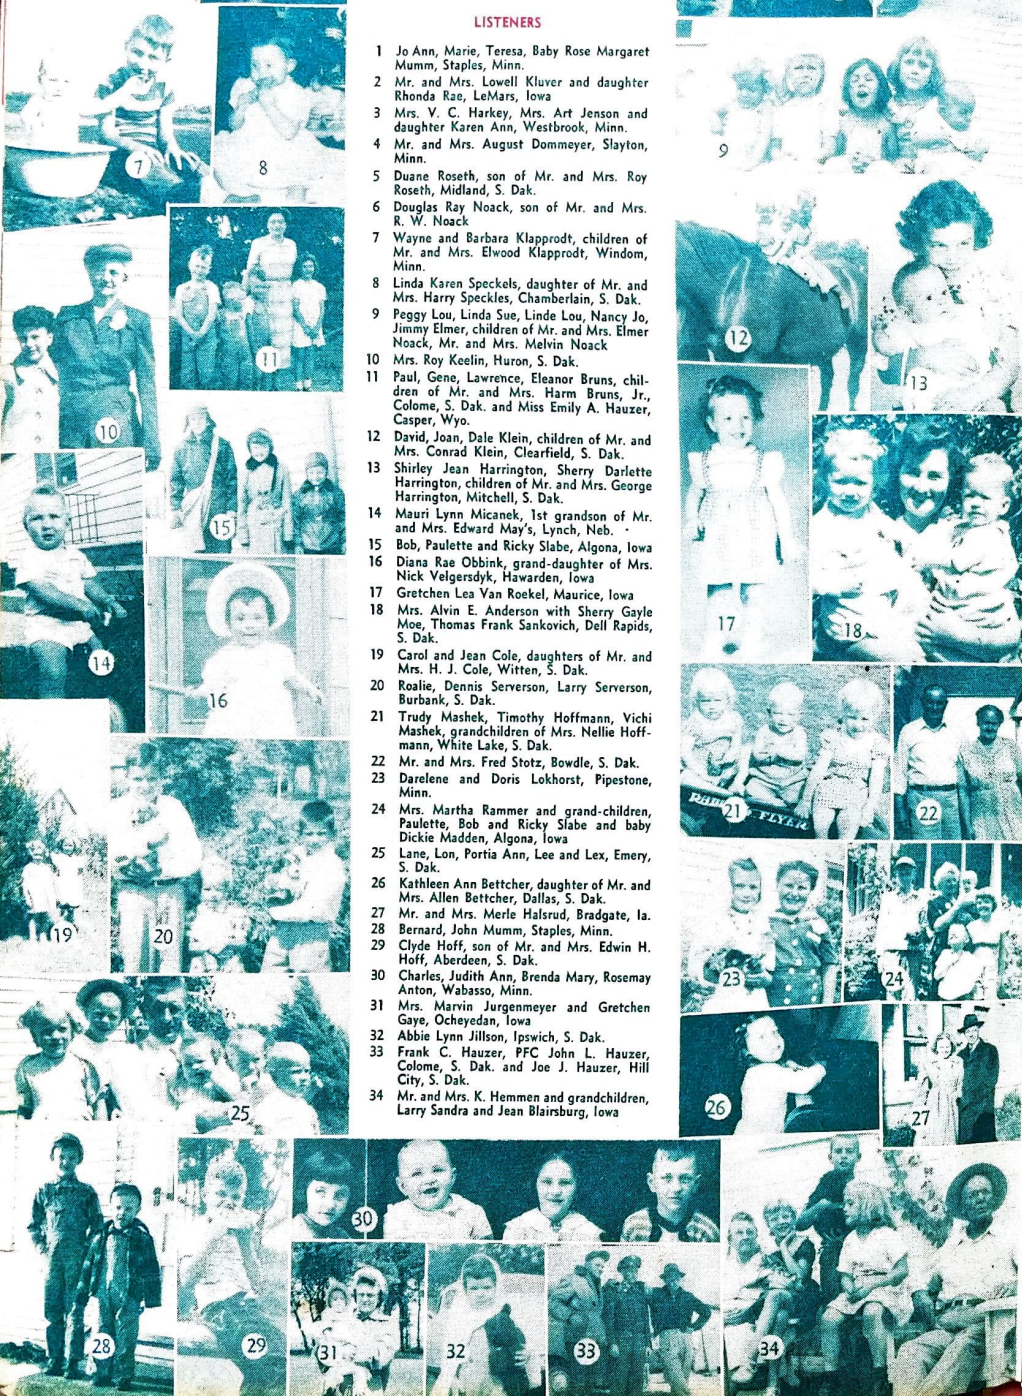 LISTENERS
1 Jo Ann, Marie, Teresa, Baby Rose Margaret
Mumm, Staples, Minn.
2 Mr. and Mrs. Lowell Kluver and daughter
Rhonda Rae, LeMars, Iowa
3 Mrs. V. C. Harkey, Mrs. Art Jenson and
daughter Karen Ann, Westbrook, Minn.
4 Mr. and Mrs. August Dommeyer, Slayton,
Minn.
5 Duane Roseth, son of Mr. and Mrs. Roy
Roseth, Midland, S. Dak.
6 Douglas Ray Noack, son of Mr. and Mrs.
R. W. Noack
7 Wayne and Barbara Klapprodt, children of
Mr. and Mrs. Elwood Klapprodt, Windom,
Minn.
8 Linda Karen Speckels, daughter of Mr. and
Mrs. Harry Speckles, Chamberlain, S. Dak.
9 Peggy Lou, Linda Sue, Linde Lou, Nancy Jo,
Jimmy Elmer, children of Mr. and Mrs. Elmer
Noack, Mr. and Mrs. Melvin Noack
10 Mrs. Roy Keelin, Huron, S. Dak.
11 Paul, Gene, Lawrence, Eleanor Bruns, chil-
dren of Mr. and Mrs. Harm Bruns, Jr.,
Colome, S. Dak. and Miss Emily A. Hauzer,
Casper, Wyo.
12 David, Joan, Dale Klein, children of Mr. and
Mrs. Conrad Klein, Clearfield, S. Dak.
13 Shirley Jean Harrington, Sherry Darlette
Harrington, children of Mr. and Mrs. George
Harrington, Mitchell, S. Dak.
14 Mauri Lynn Micanek, 1st grandson of Mr.
and Mrs. Edward May's, Lynch, Neb.
15 Bob, Paulette and Ricky Slabe, Algona, Iowa
16 Diana Rae Obbink, grand-daughter of Mrs.
Nick Velgersdyk, Hawarden, Iowa
17 Gretchen Lea Van Roekel, Maurice, Iowa
18 Mrs. Alvin E. Anderson with Sherry Gayle
Moe, Thomas Frank Sankovich, Dell Rapids,
S. Dak.
19 Carol and Jean Cole, daughters of Mr. and
Mrs. H. J. Cole, Witten, S. Dak.
20 Roalie, Dennis Serverson, Larry Serverson,
Burbank, S. Dak.
21 Trudy Mashek, Timothy Hoffmann, Vichi
Mashek, grandchildren of Mrs. Nellie Hoff-
mann, White Lake, S. Dak.
22 Mr. and Mrs. Fred Stotz, Bowdle, S. Dak.
23 Darelene and Doris Lokhorst, Pipestone,
Minn.
24 Mrs. Martha Rammer and grand-children,
Paulette, Bob and Ricky Slabe and baby
Dickie Madden, Algona, Iowa
25 Lane, Lon, Portia Ann, Lee and Lex, Emery,
S. Dak.
26 Kathleen Ann Bettcher, daughter of Mr. and
Mrs. Allen Bettcher, Dallas, S. Dak.
27 Mr. and Mrs. Merle Halsrud, Bradgate, Ia.
28 Bernard, John Mumm, Staples, Minn.
29 Clyde Hoff, son of Mr. and Mrs. Edwin H.
Hoff, Aberdeen, S. Dak.
30 Charles, Judith Ann, Brenda Mary, Rosemay
Anton, Wabasso, Minn.
31 Mrs. Marvin Jurgenmeyer and Gretchen
Gaye, Ocheyedan, Iowa
32 Abbie Lynn Jillson, Ipswich, S. Dak.
33 Frank C. Hauzer, PFC John L. Hauzer,
Colome, S. Dak. and Joe J. Hauzer, Hill
City, S. Dak.
34 Mr. and Mrs. K. Hemmen and grandchildren,
Larry Sandra and Jean Blairsburg, Iowa
7
8
9
10
11
12
13
14
15
16
17
18
19
20
21
FLYER
22
23
24
25
26
27
28
29
30
31
32
33
34